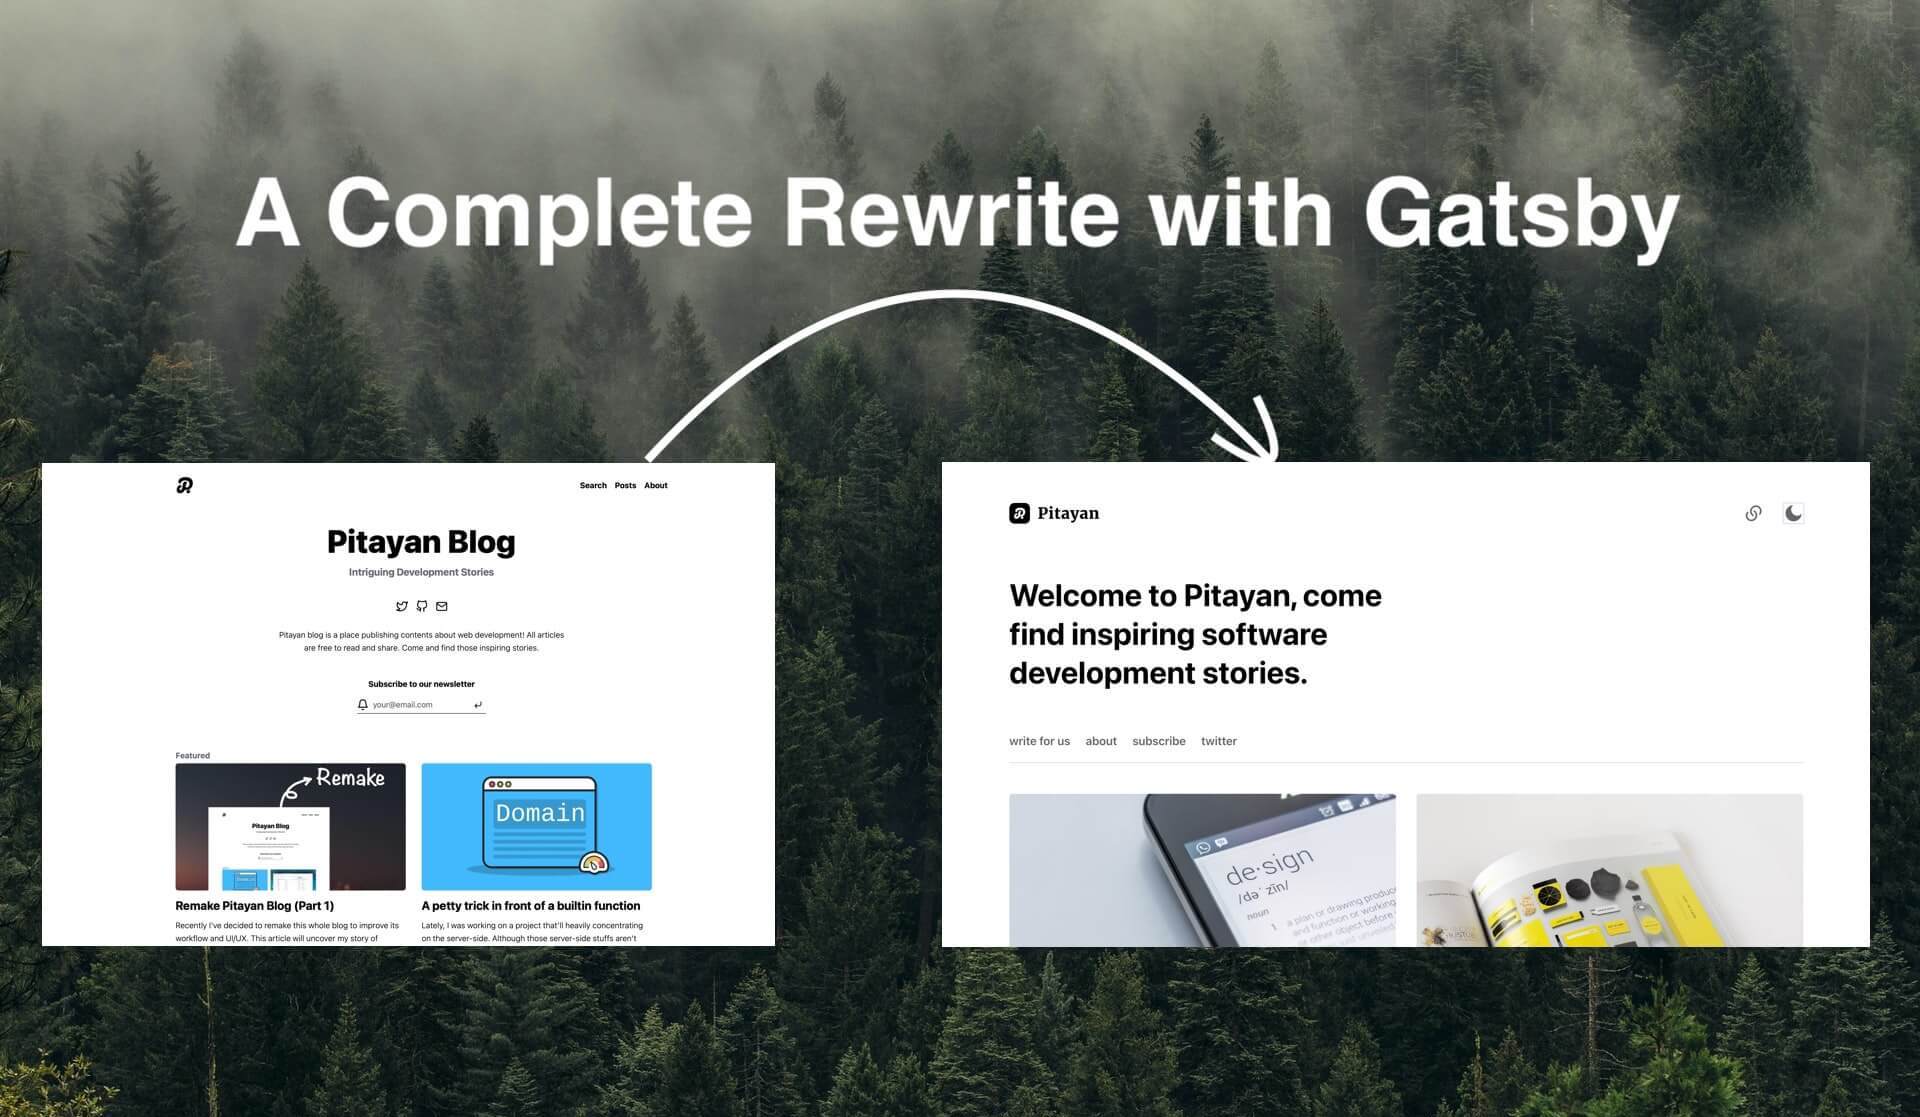 A Complete Rewrite with Gatsby
Search Posts About
Pitayan Blog
Intriguing Development Stories
Pitayan blog is a place publishing contents about web development! All articles
are free to read and share. Come and find those inspiring stories.
Subscribe to our newsletter
your@email.com
Featured
Remake
Pitayan Blog
Domain
Remake Pitayan Blog (Part 1)
Recently I've decided to remake this whole blog to improve its
workflow and UI/UX. This article will uncover my story of
A petty trick in front of a builtin function
Lately, I was working on a project that'll heavily concentrating
on the server-side. Although those server-side stuffs aren't
Pitayan
Welcome to Pitayan, come
find inspiring software
development stories.
write for us about subscribe twitter
de·sign
/dəˈzīn/
noun
1. a plan or drawing produc
and function or working
or other object before